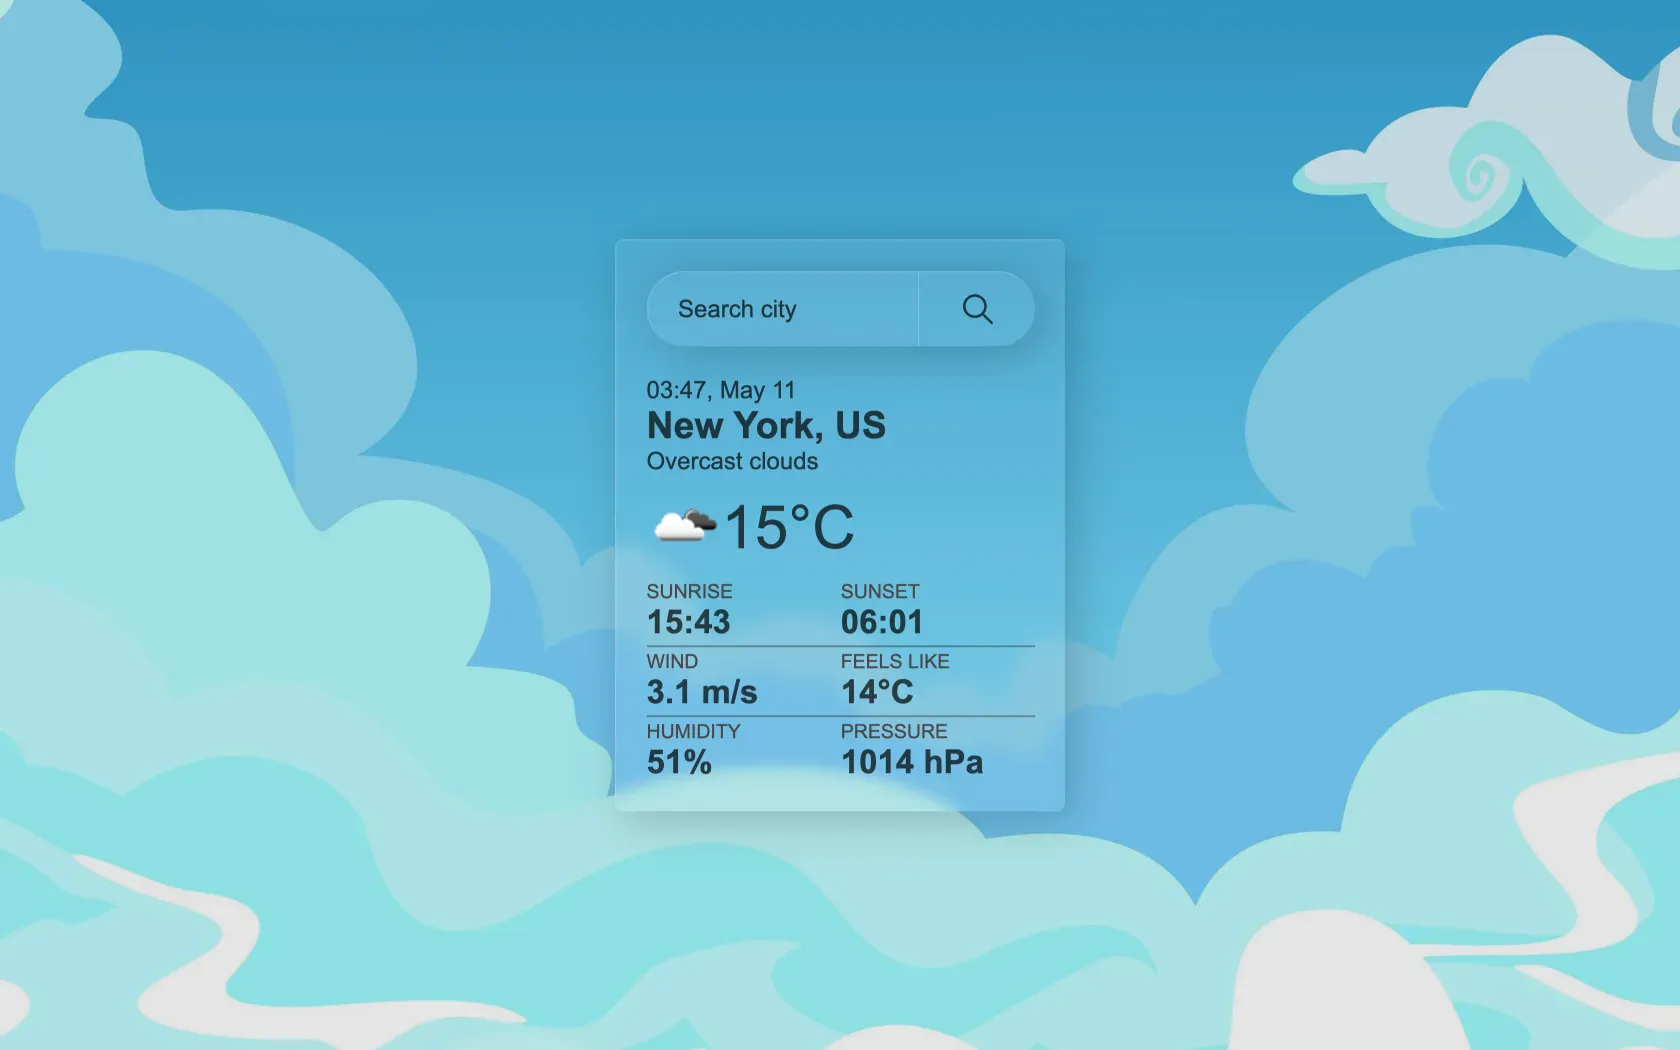 Search city
03:47, May 11
New York, US
Overcast clouds
15°C
SUNRISE SUNSET
15:43 06:01
WIND FEELS LIKE
3.1 m/s 14°C
HUMIDITY PRESSURE
51% 1014 hPa